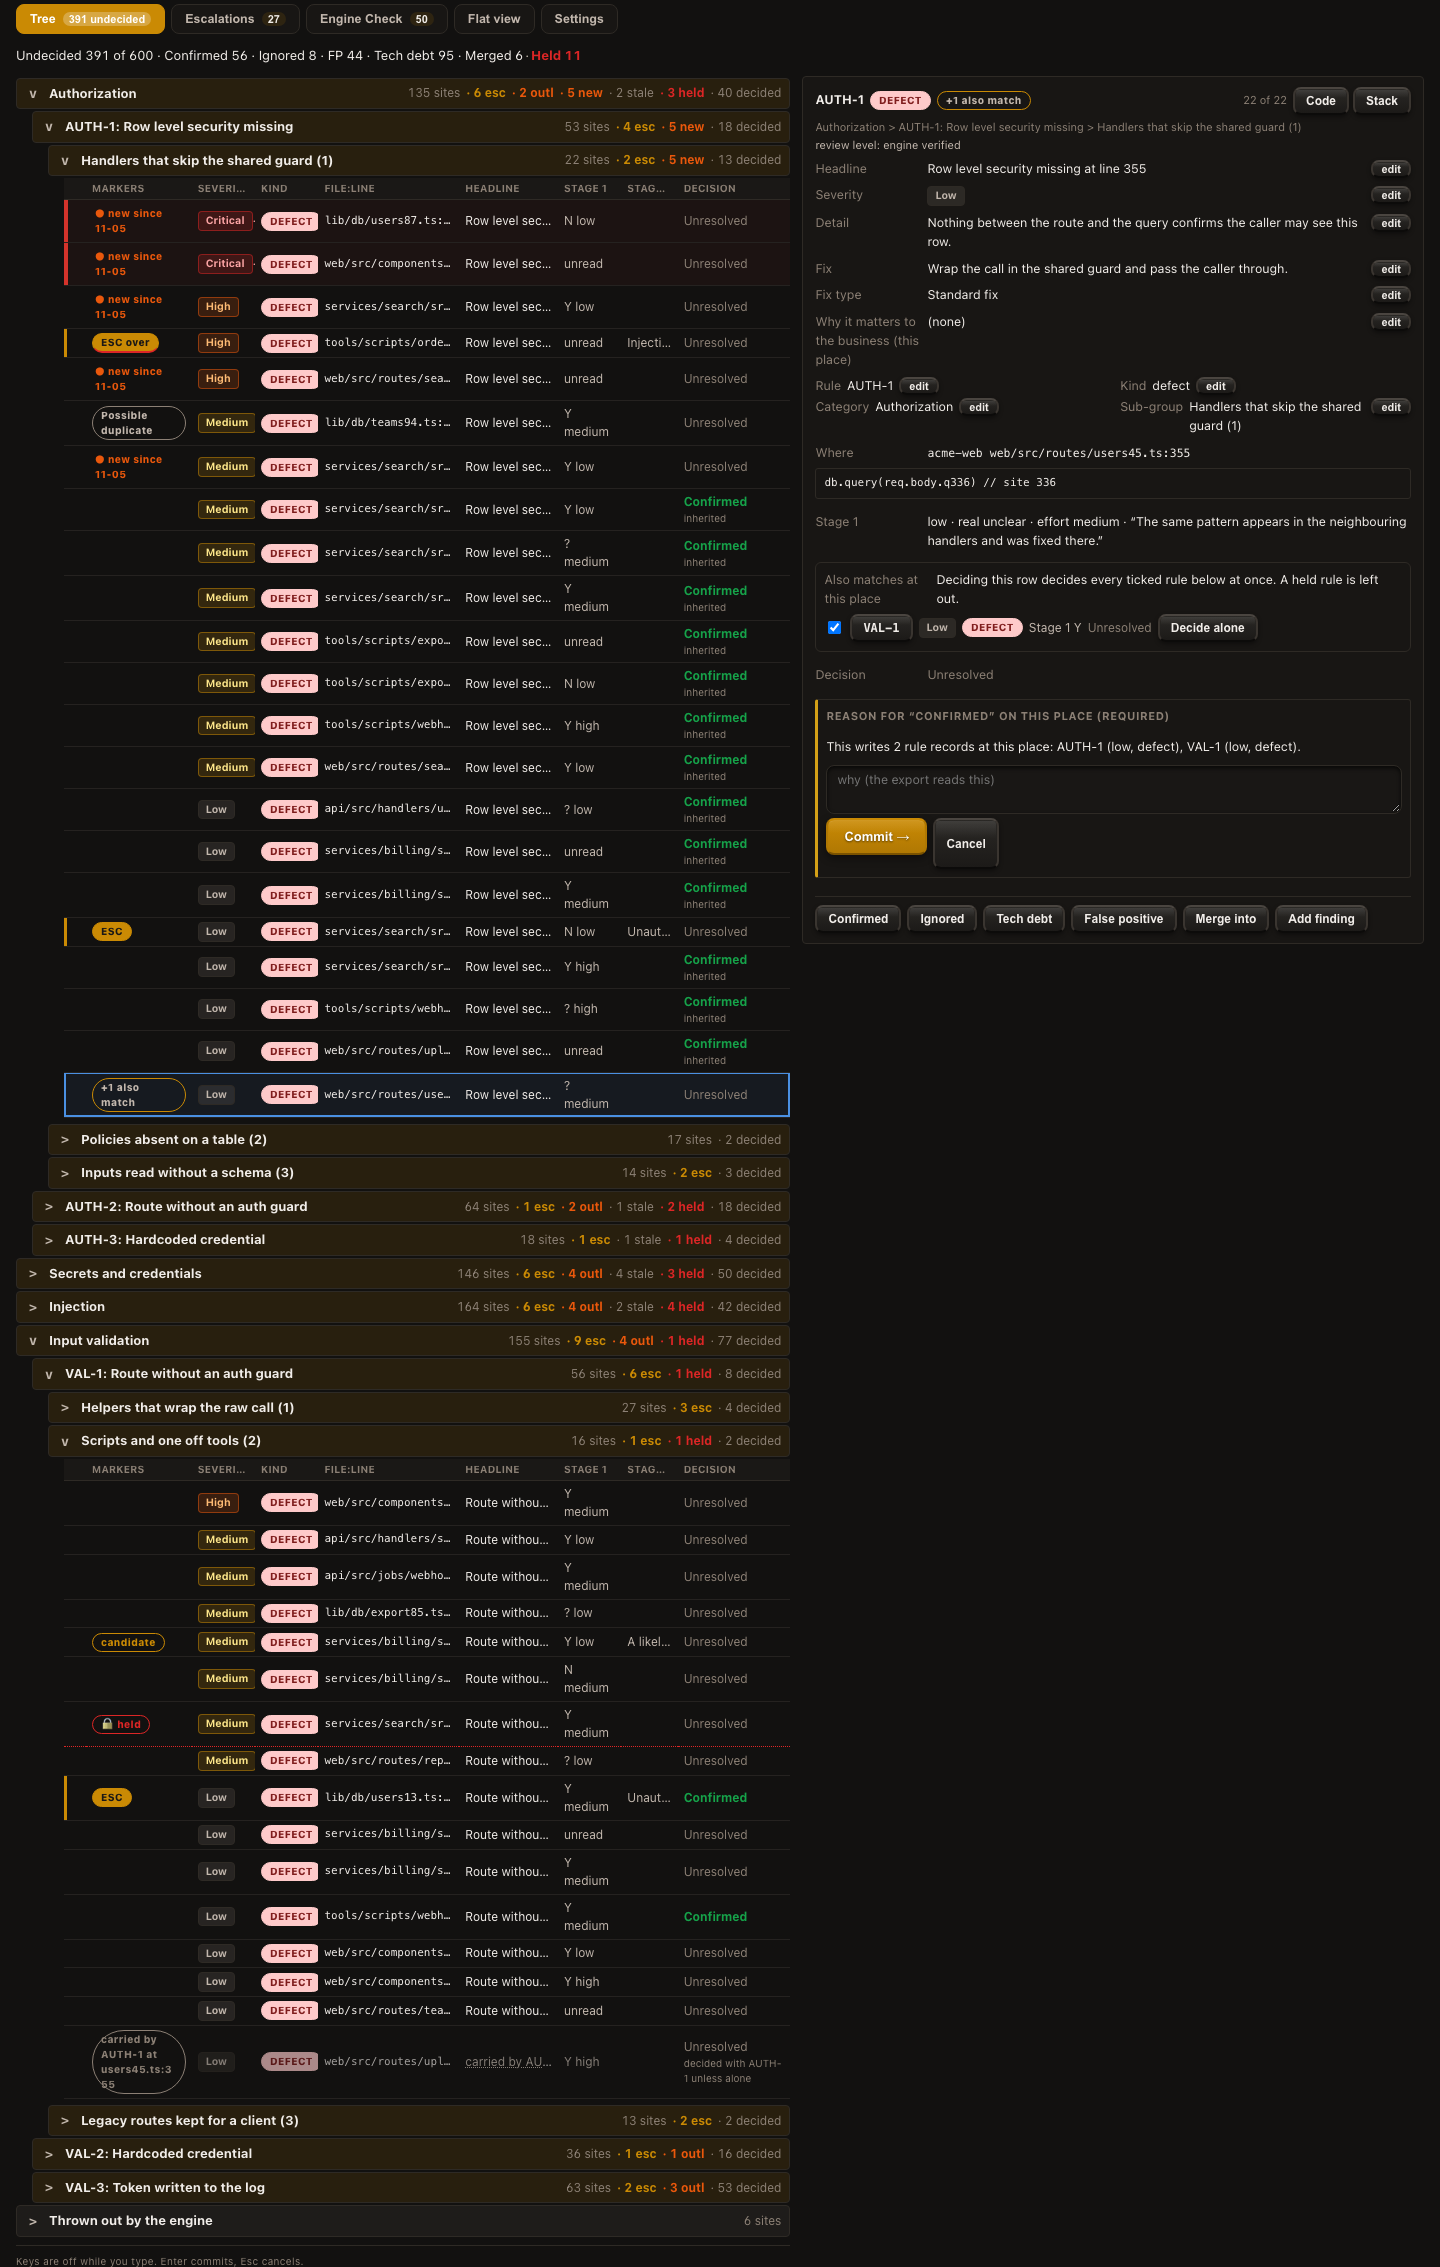 Tree 391 undecided Escalations 27 Engine Check 50 Flat view Settings
Undecided 391 of 600 · Confirmed 56 · Ignored 8 · FP 44 · Tech debt 95 · Merged 6 · Held 11
v Authorization 135 sites · 6 esc · 2 outl · 5 new · 2 stale · 3 held · 40 decided
v AUTH-1: Row level security missing 53 sites · 4 esc · 5 new · 18 decided
v Handlers that skip the shared guard (1) 22 sites · 2 esc · 5 new · 13 decided
MARKERS SEVERI... KIND FILE:LINE HEADLINE STAGE 1 STAG... DECISION
● new since 11-05 Critical DEFECT lib/db/users87.ts:… Row level sec... N low Unresolved
● new since 11-05 Critical DEFECT web/src/components… Row level sec... unread Unresolved
● new since 11-05 High DEFECT services/search/sr… Row level sec... Y low Unresolved
ESC over High DEFECT tools/scripts/orde… Row level sec... unread Injecti... Unresolved
● new since 11-05 High DEFECT web/src/routes/sea… Row level sec... unread Unresolved
Possible duplicate Medium DEFECT lib/db/teams94.ts:… Row level sec... Y medium Unresolved
● new since 11-05 Medium DEFECT services/search/sr… Row level sec... Y low Unresolved
Medium DEFECT services/search/sr… Row level sec... Y low Confirmed inherited
Medium DEFECT services/search/sr… Row level sec... ? medium Confirmed inherited
Medium DEFECT services/search/sr… Row level sec... Y medium Confirmed inherited
Medium DEFECT tools/scripts/expo… Row level sec... unread Confirmed inherited
Medium DEFECT tools/scripts/expo… Row level sec... N low Confirmed inherited
Medium DEFECT tools/scripts/webh… Row level sec... Y high Confirmed inherited
Medium DEFECT web/src/routes/sea… Row level sec... Y low Confirmed inherited
Low DEFECT api/src/handlers/u… Row level sec... ? low Confirmed inherited
Low DEFECT services/billing/s… Row level sec... unread Confirmed inherited
Low DEFECT services/billing/s… Row level sec... Y medium Confirmed inherited
ESC Low DEFECT services/search/sr… Row level sec... N low Unaut... Unresolved
Low DEFECT services/search/sr… Row level sec... Y high Confirmed inherited
Low DEFECT tools/scripts/webh… Row level sec... ? high Confirmed inherited
Low DEFECT web/src/routes/upl… Row level sec... unread Confirmed inherited
+1 also match Low DEFECT web/src/routes/use… Row level sec... ? medium Unresolved
> Policies absent on a table (2) 17 sites · 2 decided
> Inputs read without a schema (3) 14 sites · 2 esc · 3 decided
> AUTH-2: Route without an auth guard 64 sites · 1 esc · 2 outl · 1 stale · 2 held · 18 decided
> AUTH-3: Hardcoded credential 18 sites · 1 esc · 1 stale · 1 held · 4 decided
> Secrets and credentials 146 sites · 6 esc · 4 outl · 4 stale · 3 held · 50 decided
> Injection 164 sites · 6 esc · 4 outl · 2 stale · 4 held · 42 decided
v Input validation 155 sites · 9 esc · 4 outl · 1 held · 77 decided
v VAL-1: Route without an auth guard 56 sites · 6 esc · 1 held · 8 decided
> Helpers that wrap the raw call (1) 27 sites · 3 esc · 4 decided
v Scripts and one off tools (2) 16 sites · 1 esc · 1 held · 2 decided
MARKERS SEVERI... KIND FILE:LINE HEADLINE STAGE 1 STAG... DECISION
High DEFECT web/src/components… Route withou... Y medium Unresolved
Medium DEFECT api/src/handlers/s… Route withou... Y low Unresolved
Medium DEFECT api/src/jobs/webho… Route withou... Y medium Unresolved
Medium DEFECT lib/db/export85.ts… Route withou... ? low Unresolved
candidate Medium DEFECT services/billing/s… Route withou... Y low A likel... Unresolved
Medium DEFECT services/billing/s… Route withou... N medium Unresolved
🔒 held Medium DEFECT services/search/sr… Route withou... Y medium Unresolved
Medium DEFECT web/src/routes/rep… Route withou... ? low Unresolved
ESC Low DEFECT lib/db/users13.ts:… Route withou... Y medium Unaut... Confirmed
Low DEFECT services/billing/s… Route withou... unread Unresolved
Low DEFECT services/billing/s… Route withou... Y medium Unresolved
Low DEFECT tools/scripts/webh… Route withou... Y medium Confirmed
Low DEFECT web/src/components… Route withou... Y low Unresolved
Low DEFECT web/src/components… Route withou... Y high Unresolved
Low DEFECT web/src/routes/tea… Route withou... unread Unresolved
carried by AUTH-1 at users45.ts:355 Low DEFECT web/src/routes/upl… carried by AU... Y high Unresolved decided with AUTH-1 unless alone
> Legacy routes kept for a client (3) 13 sites · 2 esc · 2 decided
> VAL-2: Hardcoded credential 36 sites · 1 esc · 1 outl · 16 decided
> VAL-3: Token written to the log 63 sites · 2 esc · 3 outl · 53 decided
> Thrown out by the engine 6 sites
Keys are off while you type. Enter commits, Esc cancels.
AUTH-1 DEFECT +1 also match 22 of 22 Code Stack
Authorization > AUTH-1: Row level security missing > Handlers that skip the shared guard (1)
review level: engine verified
Headline Row level security missing at line 355 edit
Severity Low edit
Detail Nothing between the route and the query confirms the caller may see this edit
row.
Fix Wrap the call in the shared guard and pass the caller through. edit
Fix type Standard fix edit
Why it matters to (none) edit
the business (this
place)
Rule AUTH-1 edit Kind defect edit
Category Authorization edit Sub-group Handlers that skip the shared edit
guard (1)
Where acme-web web/src/routes/users45.ts:355
db.query(req.body.q336) // site 336
Stage 1 low · real unclear · effort medium · "The same pattern appears in the neighbouring
handlers and was fixed there."
Also matches at Deciding this row decides every ticked rule below at once. A held rule is left
this place out.
VAL-1 Low DEFECT Stage 1 Y Unresolved Decide alone
Decision Unresolved
REASON FOR "CONFIRMED" ON THIS PLACE (REQUIRED)
This writes 2 rule records at this place: AUTH-1 (low, defect), VAL-1 (low, defect).
why (the export reads this)
Commit → Cancel
Confirmed Ignored Tech debt False positive Merge into Add finding